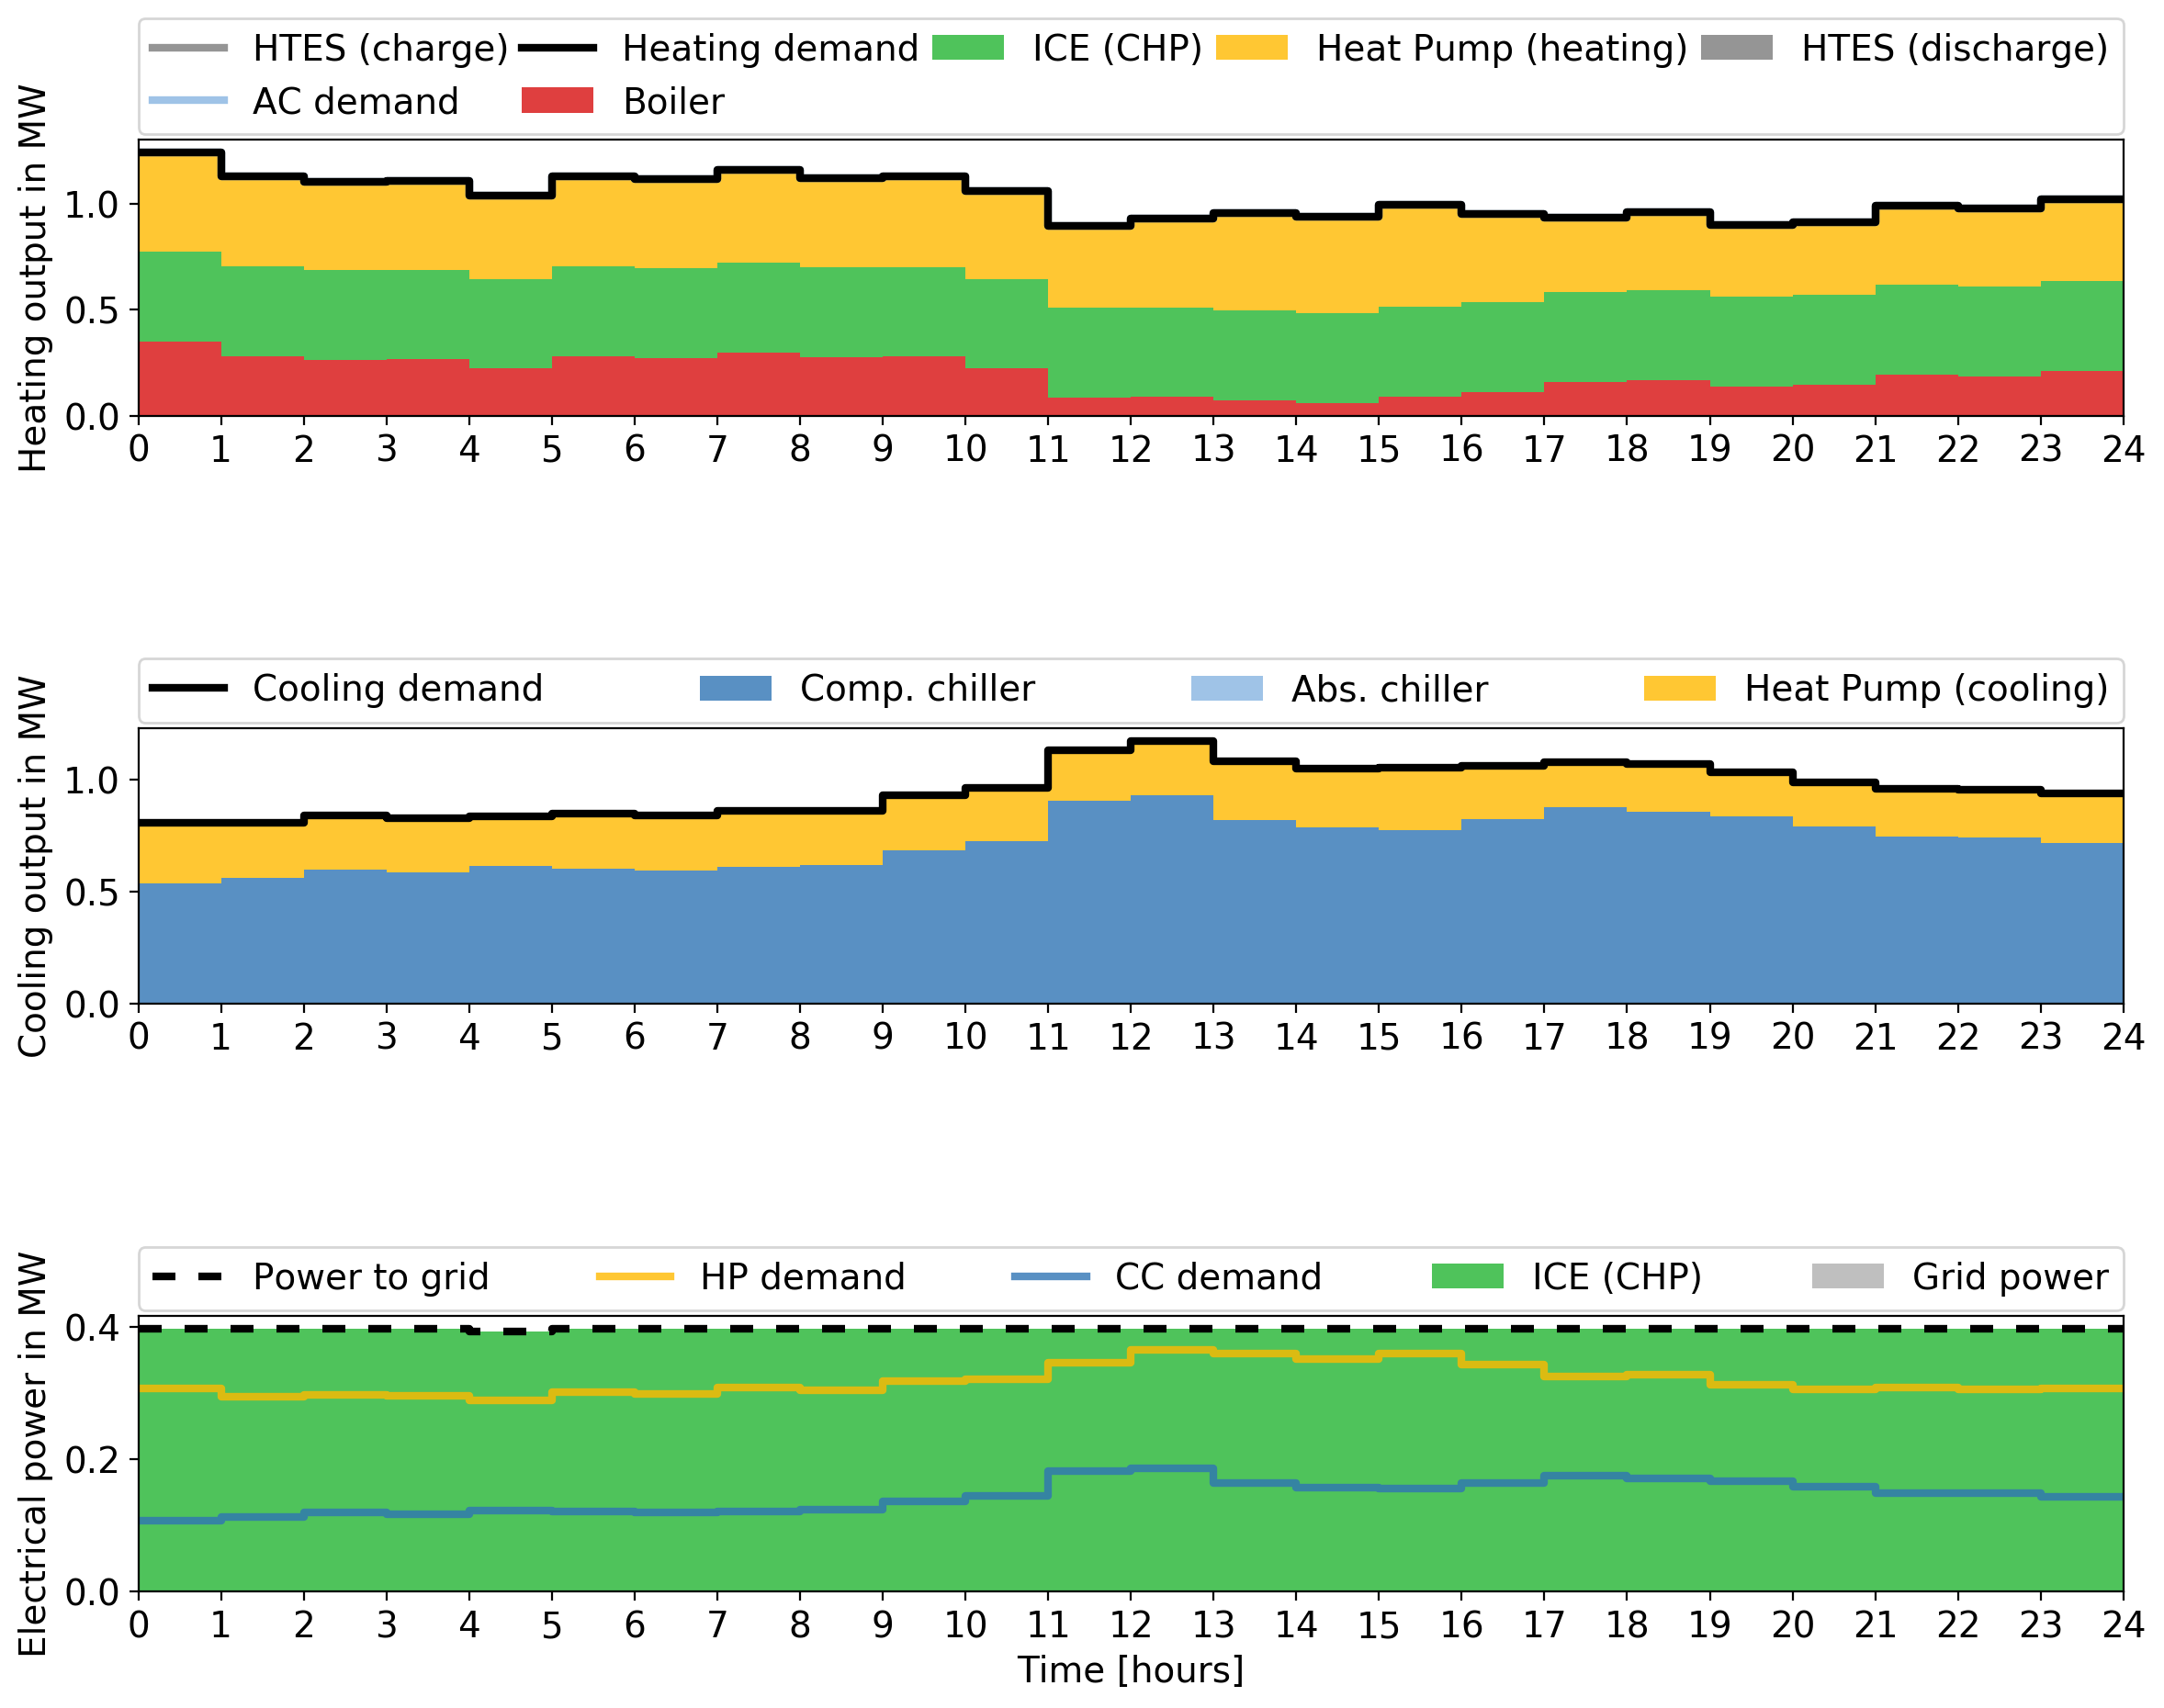 HTES (charge) Heating demand ICE (CHP) Heat Pump (heating) HTES (discharge)
AC demand Boiler
Heating output in MW
1.0
0.5
0.0
0 1 2 3 4 5 6 7 8 9 10 11 12 13 14 15 16 17 18 19 20 21 22 23 24
Cooling demand Comp. chiller Abs. chiller Heat Pump (cooling)
Cooling output in MW
1.0
0.5
0.0
0 1 2 3 4 5 6 7 8 9 10 11 12 13 14 15 16 17 18 19 20 21 22 23 24
Power to grid HP demand CC demand ICE (CHP) Grid power
Electrical power in MW
0.4
0.2
0.0
0 1 2 3 4 5 6 7 8 9 10 11 12 13 14 15 16 17 18 19 20 21 22 23 24
Time [hours]